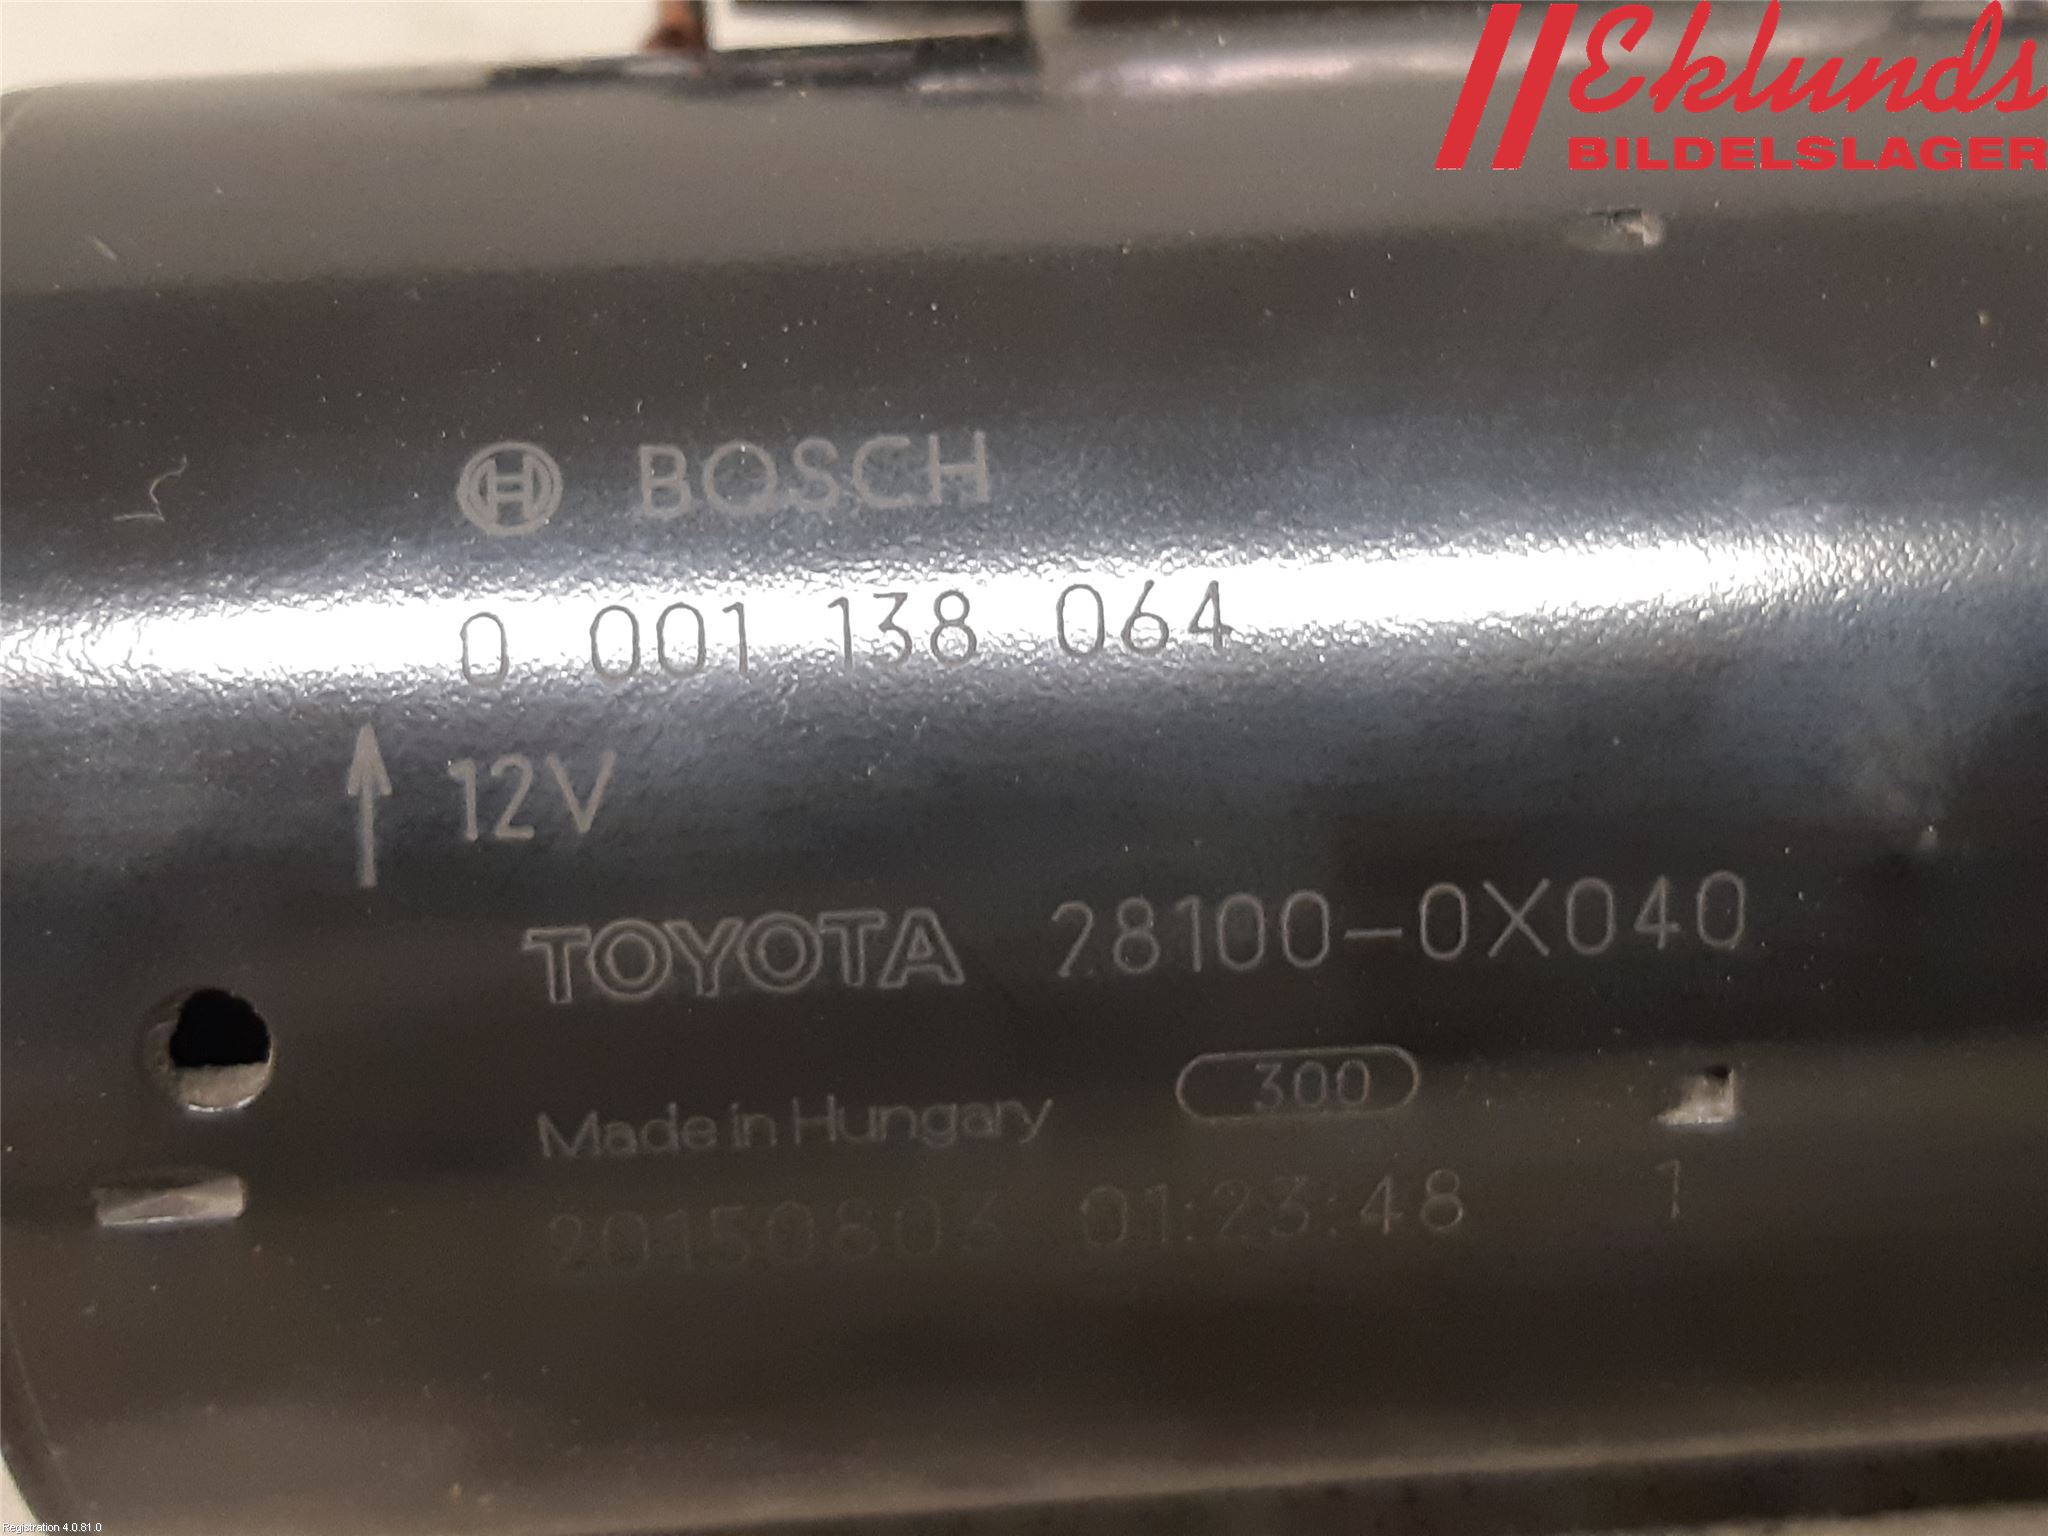 Eklunds
BILDELSLAGER
BOSCH
0 001 138 064
12V
TOYOTA 28100-0X040
300
Made in Hungary
20150803 01:23:48 1
Registration 4.0.81.0